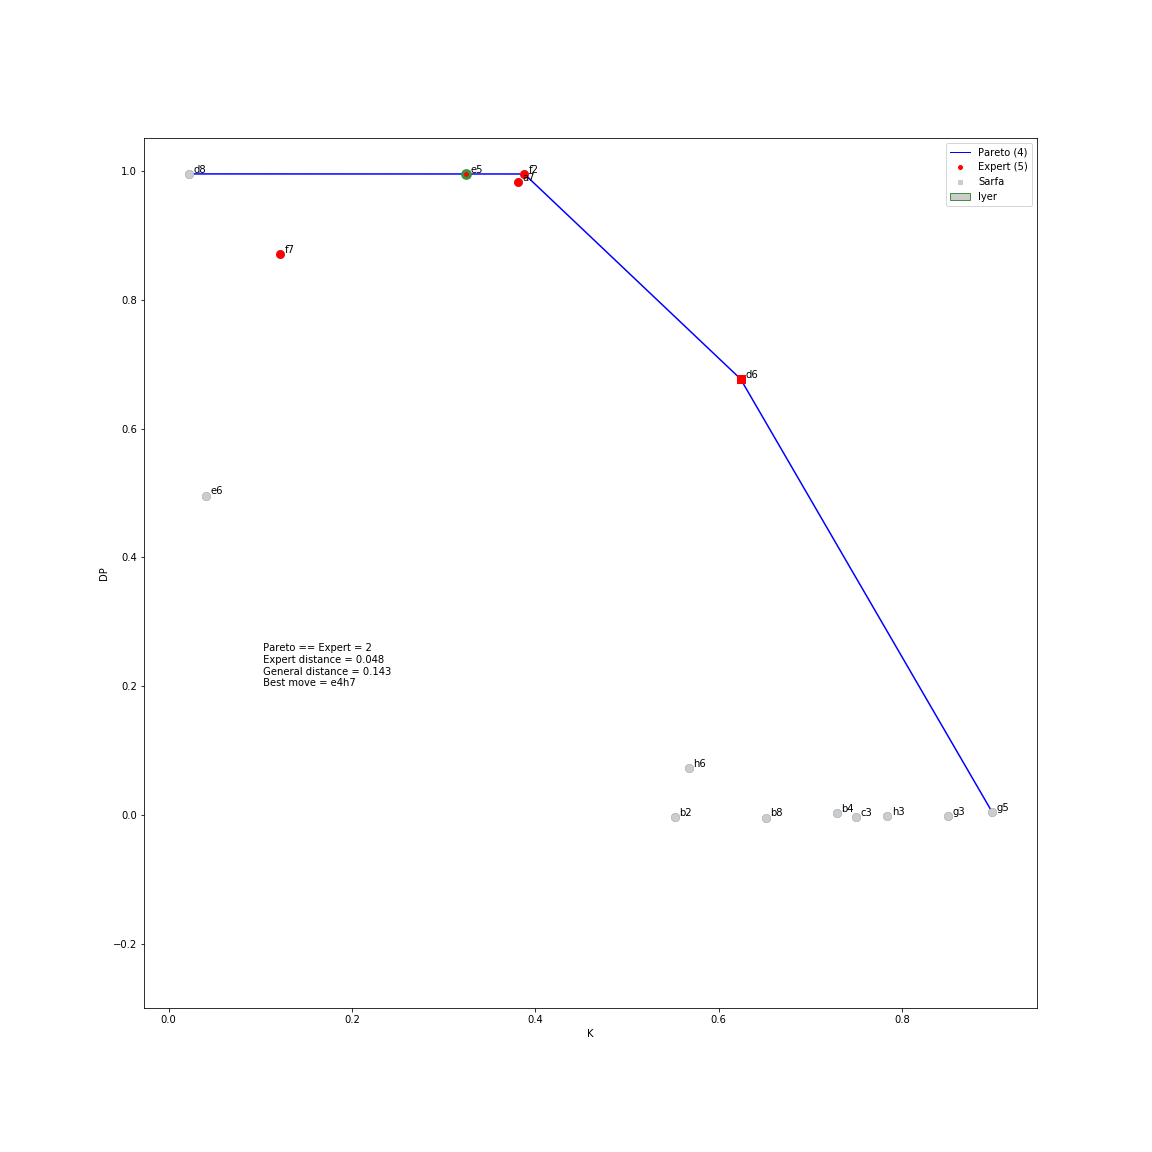 Pareto (4)
Expert (5)
Sarfa
Iyer
1.0
0.8
0.6
0.4
0.2
0.0
−0.2
DP
d8
e5
f2
f7
d6
e6
Pareto == Expert = 2
Expert distance = 0.048
General distance = 0.143
Best move = e4h7
h6
b2
b8
b4
c3
h3
g3
g5
0.0
0.2
0.4
0.6
0.8
K